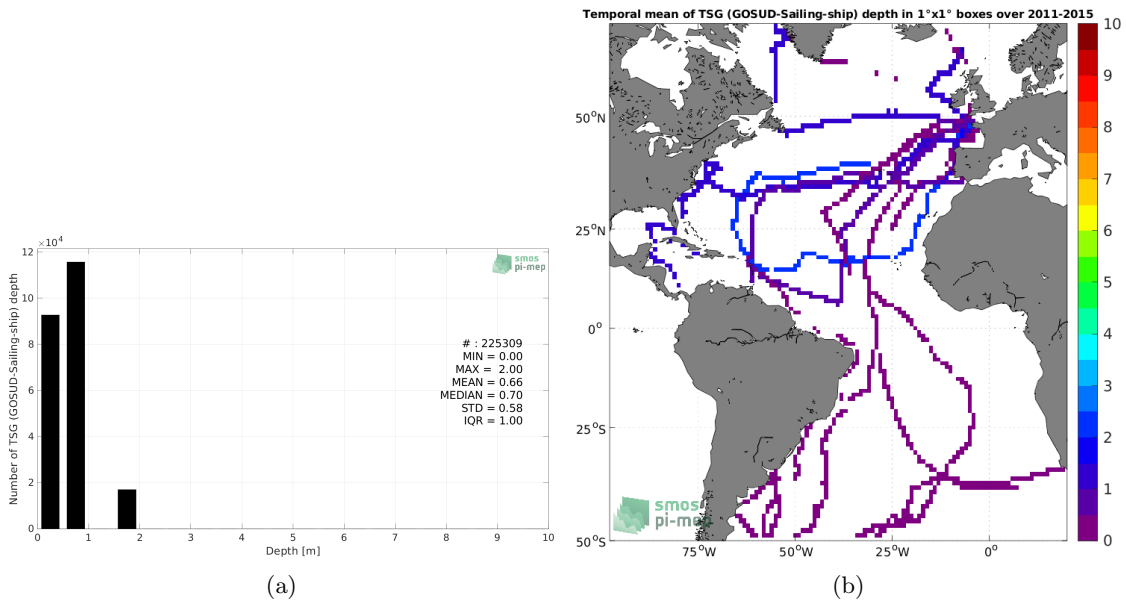 Temporal mean of TSG (GOSUD-Sailing-ship) depth in 1°x1° boxes over 2011-2015
×10⁴
12
10
8
6
4
2
0
Number of TSG (GOSUD-Sailing-ship) depth
smos
pi-mep
# : 225309
MIN = 0.00
MAX = 2.00
MEAN = 0.66
MEDIAN = 0.70
STD = 0.58
IQR = 1.00
0 1 2 3 4 5 6 7 8 9 10
Depth [m]
(a)
50°N
25°N
0°
25°S
50°S
75°W 50°W 25°W 0°
smos
pi-mep
10
9
8
7
6
5
4
3
2
1
0
(b)